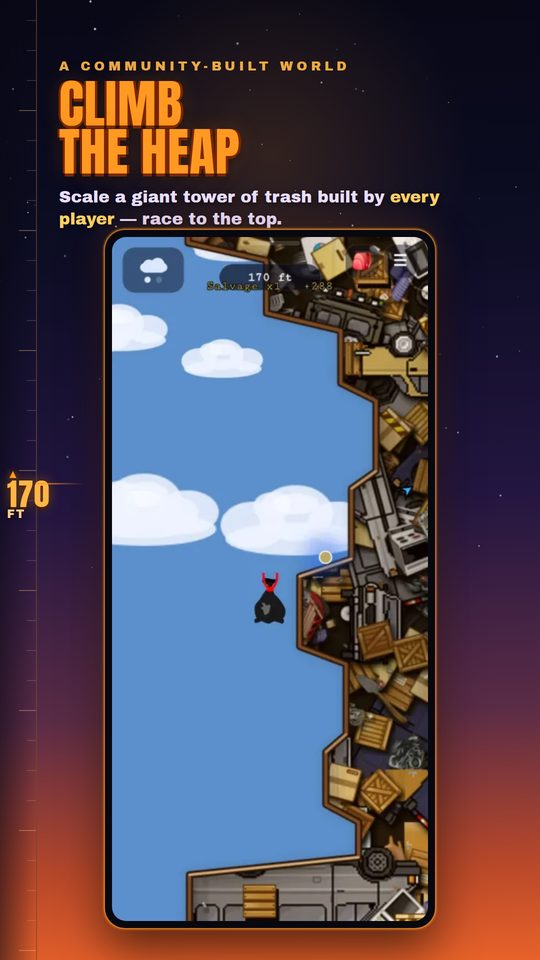 A COMMUNITY-BUILT WORLD
CLIMB
THE HEAP
Scale a giant tower of trash built by every
player — race to the top.
170 ft
Salvage x1 +288
170
FT